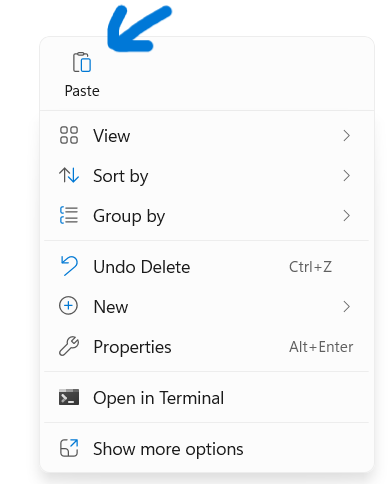 Paste
View
Sort by
Group by
Undo Delete Ctrl+Z
New
Properties Alt+Enter
Open in Terminal
Show more options